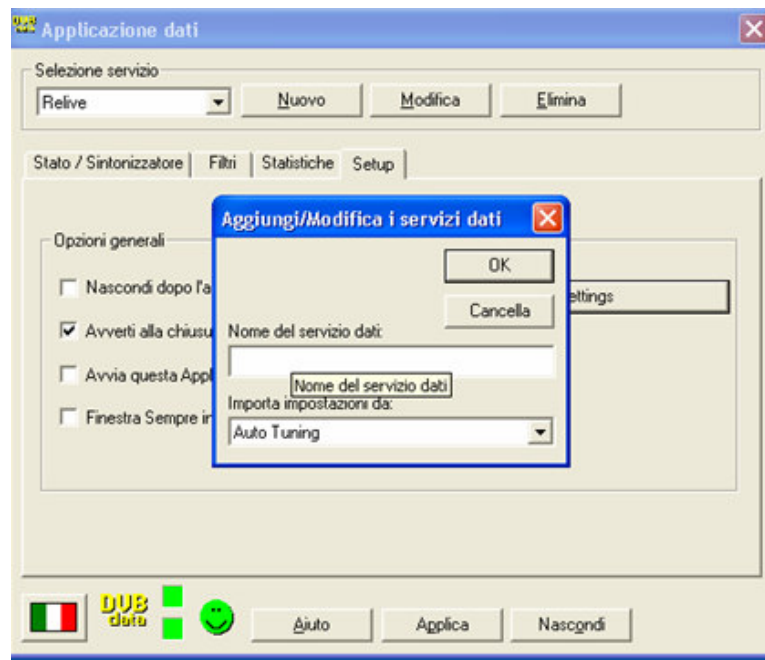 Applicazione dati
Selezione servizio
Relive
Nuovo
Modifica
Elimina
Stato / Sintonizzatore
Filtri
Statistiche
Setup
Aggiungi/Modifica i servizi dati
Opzioni generali
OK
Nascondi dopo l'a
ettings
Cancella
Avverti alla chiusu
Nome del servizio dati:
Avvia questa Appl
Nome del servizio dati
Importa impostazioni da:
Finestra Sempre in
Auto Tuning
DVB
data
Aiuto
Applica
Nascondi